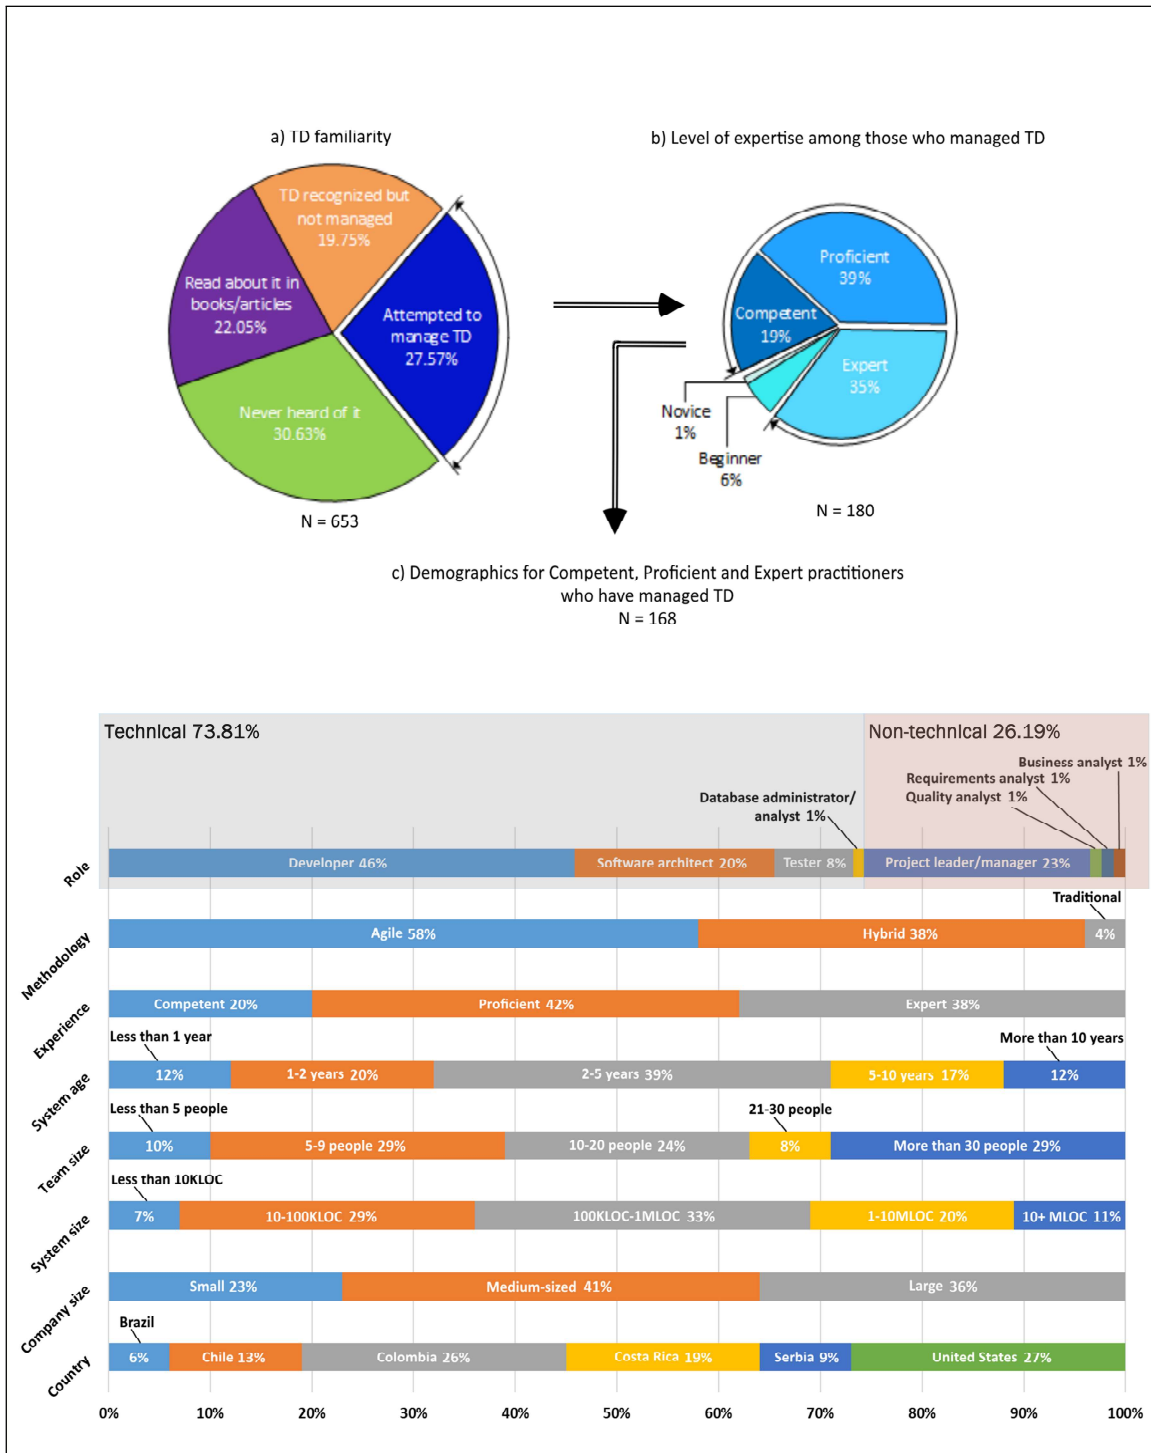 a) TD familiarity
TD recognized but
not managed
19.75%
Read about it in
books/articles
22.05%
Attempted to
manage TD
27.57%
Never heard of it
30.63%
N = 653
b) Level of expertise among those who managed TD
Proficient
39%
Competent
19%
Expert
35%
Novice
1%
Beginner
6%
N = 180
c) Demographics for Competent, Proficient and Expert practitioners
who have managed TD
N = 168
Technical 73.81%
Non-technical 26.19%
Business analyst 1%
Requirements analyst 1%
Quality analyst 1%
Database administrator/
analyst 1%
Role
Developer 46%
Software architect 20%
Tester 8%
Project leader/manager 23%
Traditional
Methodology
Agile 58%
Hybrid 38%
4%
Experience
Competent 20%
Proficient 42%
Expert 38%
Less than 1 year
More than 10 years
System age
12%
1-2 years 20%
2-5 years 39%
5-10 years 17%
12%
Less than 5 people
21-30 people
Team size
10%
5-9 people 29%
10-20 people 24%
8%
More than 30 people 29%
Less than 10KLOC
System size
7%
10-100KLOC 29%
100KLOC-1MLOC 33%
1-10MLOC 20%
10+ MLOC 11%
Company size
Small 23%
Medium-sized 41%
Large 36%
Brazil
Country
6%
Chile 13%
Colombia 26%
Costa Rica 19%
Serbia 9%
United States 27%
0%
10%
20%
30%
40%
50%
60%
70%
80%
90%
100%